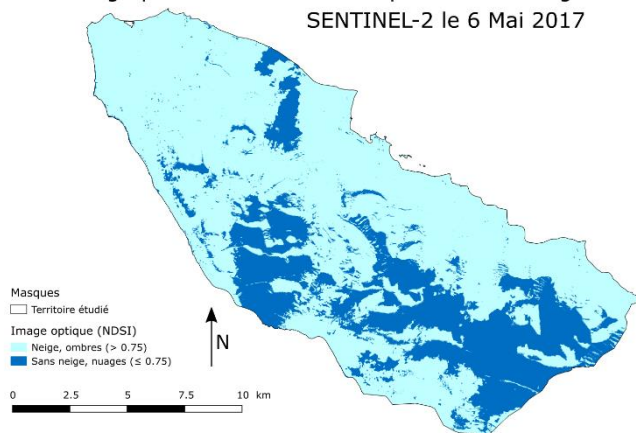 SENTINEL-2 le 6 Mai 2017
Masques
Territoire étudié
Image optique (NDSI)
Neige, ombres (> 0.75)
Sans neige, nuages (≤ 0.75)
N
0 2.5 5 7.5 10 km